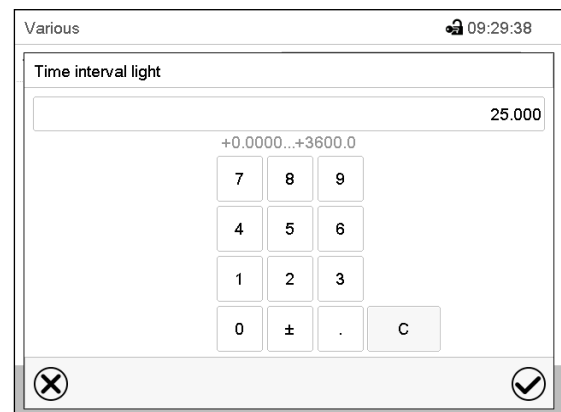 Various 09:29:38
Time interval light
25.000
+0.0000...+3600.0
7 8 9
4 5 6
1 2 3
0 ± . C